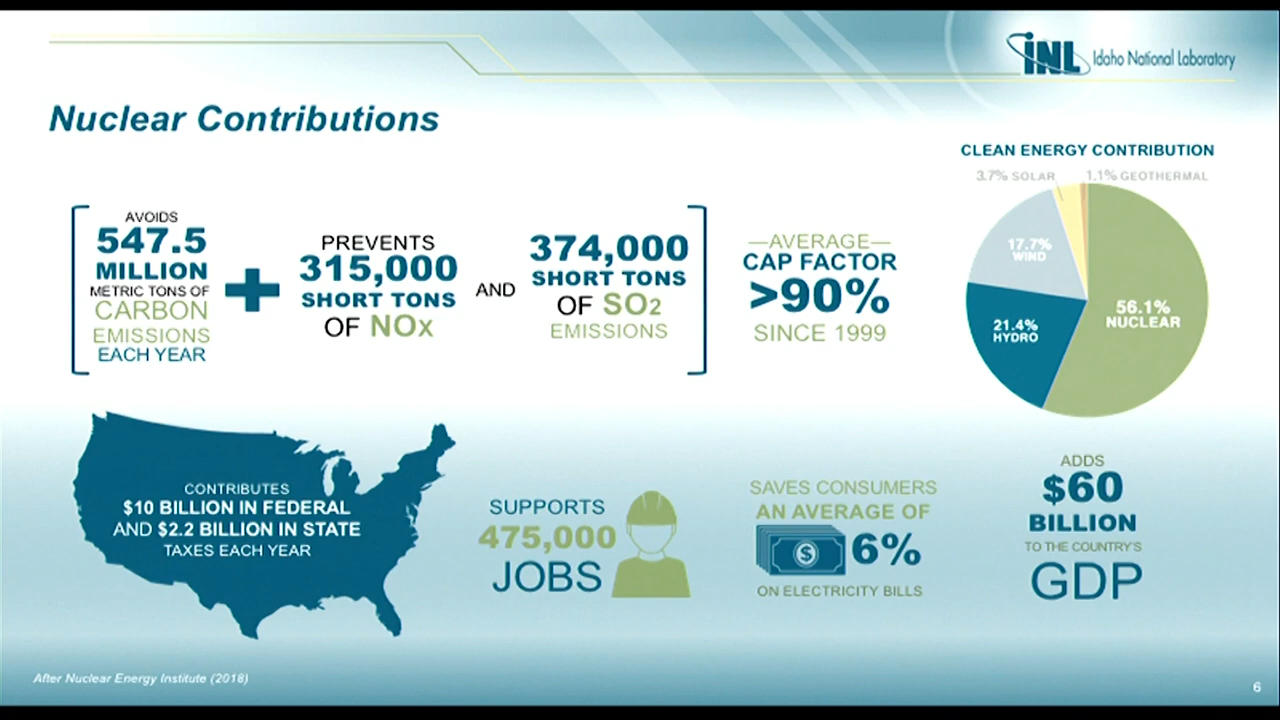 INL Idaho National Laboratory
Nuclear Contributions
AVOIDS
547.5
MILLION
METRIC TONS OF
CARBON
EMISSIONS
EACH YEAR
PREVENTS
315,000
SHORT TONS
OF NOx
AND
374,000
SHORT TONS
OF SO2
EMISSIONS
—AVERAGE—
CAP FACTOR
>90%
SINCE 1999
CLEAN ENERGY CONTRIBUTION
3.7% SOLAR
1.1% GEOTHERMAL
17.7%
WIND
56.1%
NUCLEAR
21.4%
HYDRO
CONTRIBUTES
$10 BILLION IN FEDERAL
AND $2.2 BILLION IN STATE
TAXES EACH YEAR
SUPPORTS
475,000
JOBS
SAVES CONSUMERS
AN AVERAGE OF
$
6%
ON ELECTRICITY BILLS
ADDS
$60
BILLION
TO THE COUNTRY'S
GDP
After Nuclear Energy Institute (2018)
6